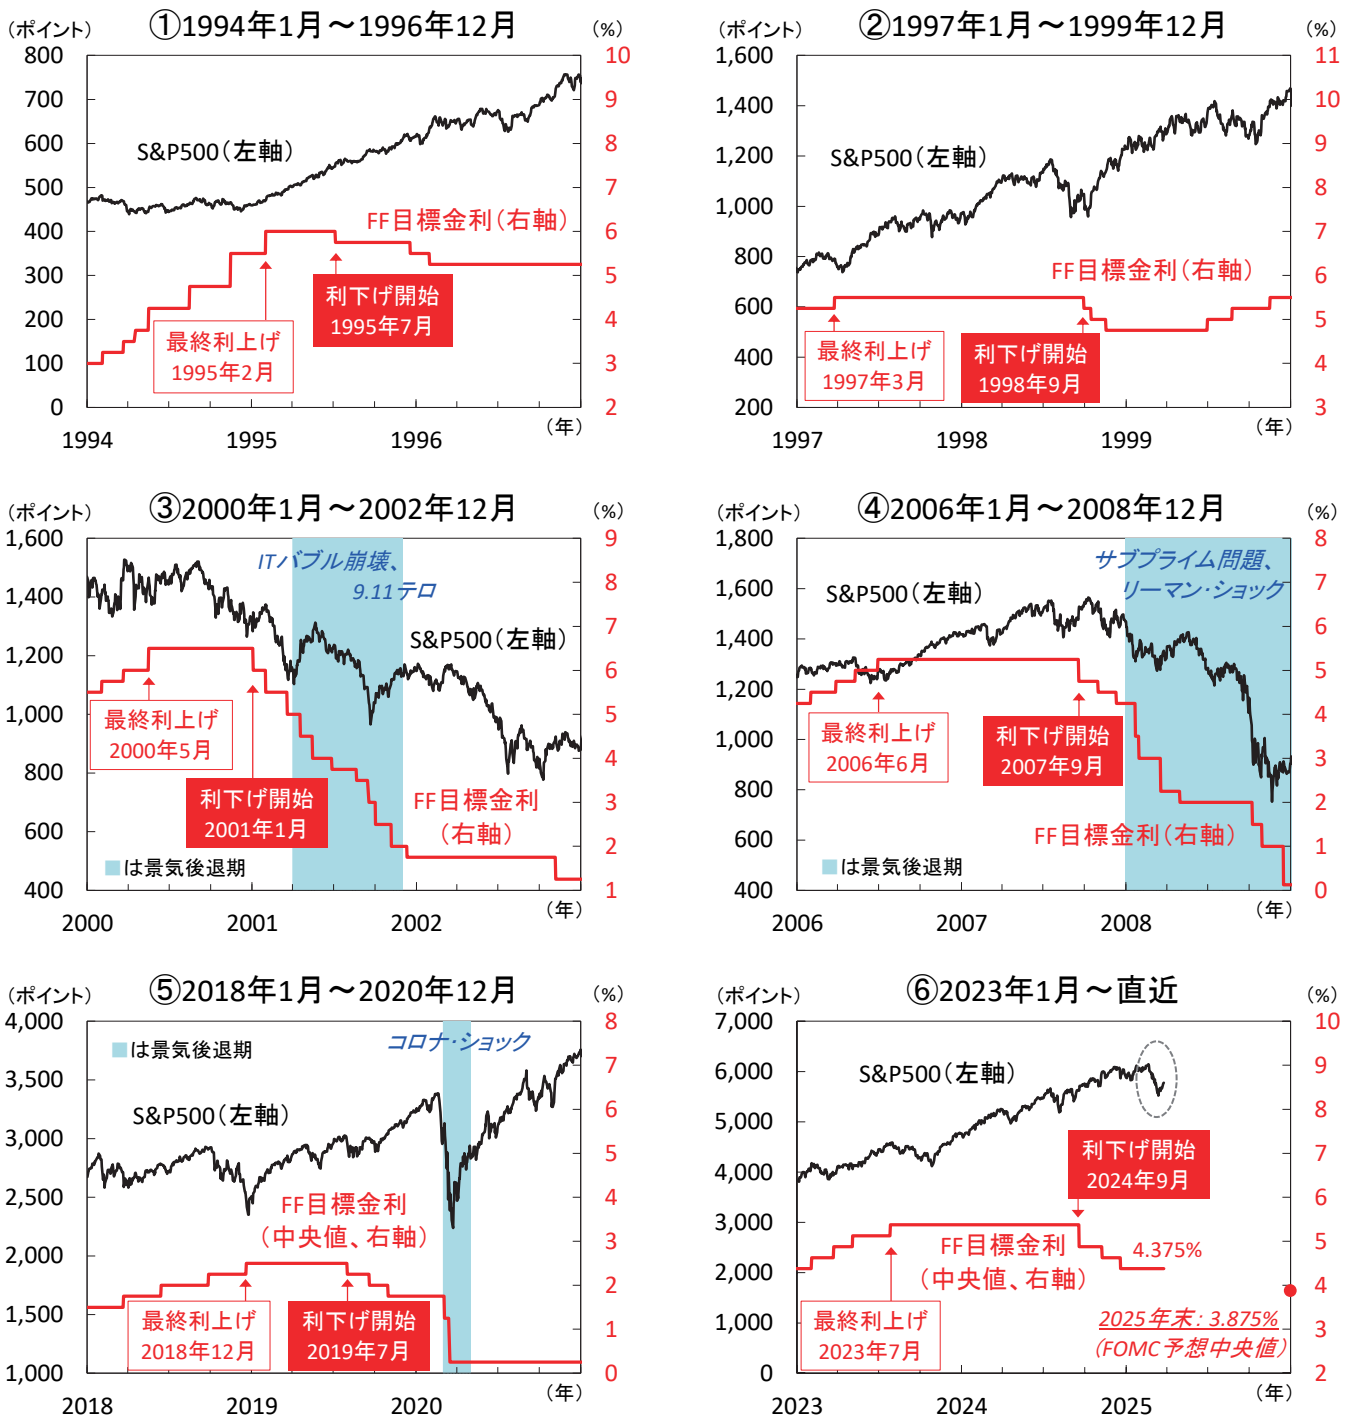 ①1994年1月～1996年12月
(ポイント)
(%)
800
700
600
500
400
300
200
100
0
10
9
8
7
6
5
4
3
2
S&P500(左軸)
FF目標金利(右軸)
利下げ開始
1995年7月
最終利上げ
1995年2月
1994
1995
1996
(年)
②1997年1月～1999年12月
(ポイント)
(%)
1,600
1,400
1,200
1,000
800
600
400
200
11
10
9
8
7
6
5
4
3
S&P500(左軸)
FF目標金利(右軸)
最終利上げ
1997年3月
利下げ開始
1998年9月
1997
1998
1999
(年)
③2000年1月～2002年12月
(ポイント)
(%)
1,600
1,400
1,200
1,000
800
600
400
9
8
7
6
5
4
3
2
1
ITバブル崩壊、
9.11テロ
S&P500(左軸)
最終利上げ
2000年5月
利下げ開始
2001年1月
FF目標金利
(右軸)
は景気後退期
2000
2001
2002
(年)
④2006年1月～2008年12月
(ポイント)
(%)
1,800
1,600
1,400
1,200
1,000
800
600
400
8
7
6
5
4
3
2
1
0
サブプライム問題、
リーマン・ショック
S&P500(左軸)
最終利上げ
2006年6月
利下げ開始
2007年9月
FF目標金利(右軸)
は景気後退期
2006
2007
2008
(年)
⑤2018年1月～2020年12月
(ポイント)
(%)
4,000
3,500
3,000
2,500
2,000
1,500
1,000
8
7
6
5
4
3
2
1
0
は景気後退期
コロナ・ショック
S&P500(左軸)
FF目標金利
(中央値、右軸)
最終利上げ
2018年12月
利下げ開始
2019年7月
2018
2019
2020
(年)
⑥2023年1月～直近
(ポイント)
(%)
7,000
6,000
5,000
4,000
3,000
2,000
1,000
0
10
9
8
7
6
5
4
3
2
S&P500(左軸)
利下げ開始
2024年9月
FF目標金利
(中央値、右軸)
4.375%
最終利上げ
2023年7月
2025年末：3.875%
(FOMC予想中央値)
2023
2024
2025
(年)